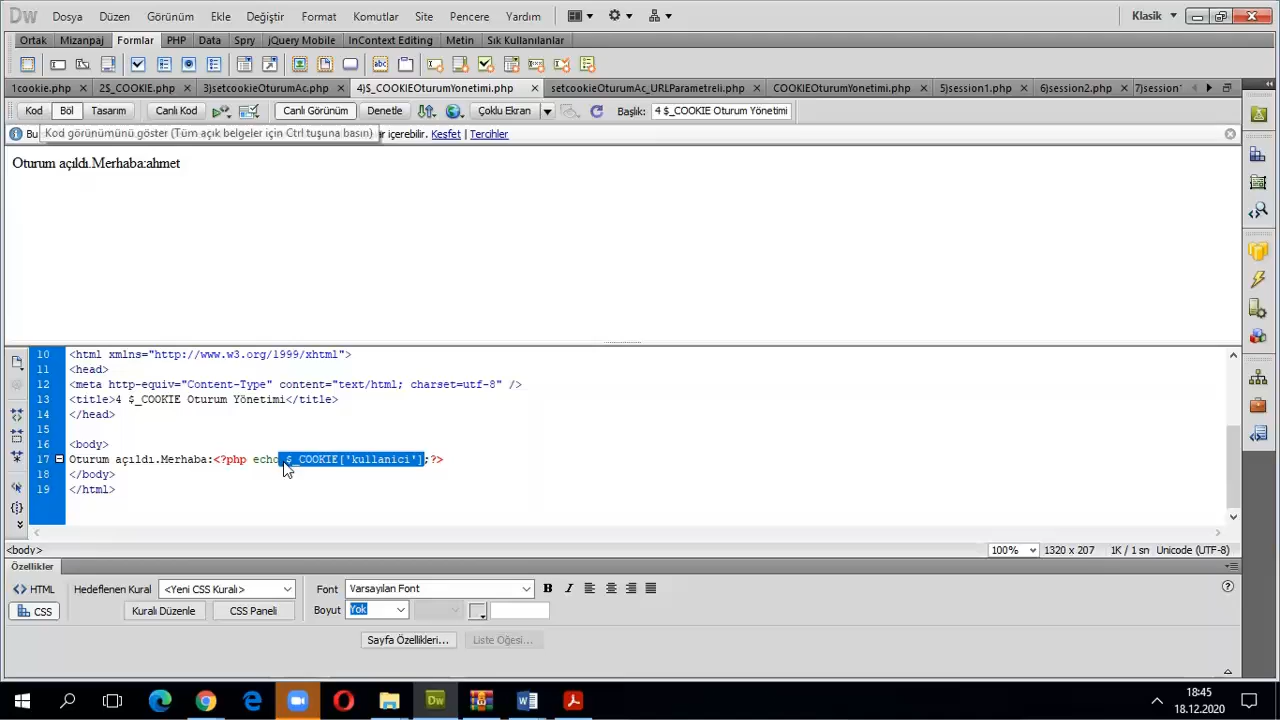 Dw Dosya Düzen Görünüm Ekle Değiştir Format Komutlar Site Pencere Yardım Klasik
Ortak Mizanpaj Formlar PHP Data Spry jQuery Mobile InContext Editing Metin Sık Kullanılanlar
1cookie.php 2$_COOKIE.php 3)setcookieOturumAc.php 4)$_COOKIEOturumYonetimi.php setcookieOturumAc_URLParametreli.php COOKIEOturumYonetimi.php 5)session1.php 6)session2.php 7)session
Kod Böl Tasarım Canlı Kod Canlı Görünüm Denetle Çoklu Ekran Başlık: 4 $_COOKIE Oturum Yönetimi
Bu Kod görünümünü göster (Tüm açık belgeler için Ctrl tuşuna basın) ar içerebilir. Keşfet Tercihler
Oturum açıldı.Merhaba:ahmet
10 <html xmlns="http://www.w3.org/1999/xhtml">
11 <head>
12 <meta http-equiv="Content-Type" content="text/html; charset=utf-8" />
13 <title>4 $_COOKIE Oturum Yönetimi</title>
14 </head>
15
16 <body>
17 Oturum açıldı.Merhaba:<?php echo $_COOKIE['kullanici'];?>
18 </body>
19 </html>
<body> 100% 1320 x 207 1K / 1 sn Unicode (UTF-8)
Özellikler
HTML Hedeflenen Kural <Yeni CSS Kuralı> Font Varsayılan Font B I
CSS Kuralı Düzenle CSS Paneli Boyut Yok
Sayfa Özellikleri... Liste Öğesi...
Dw W 18:45
18.12.2020